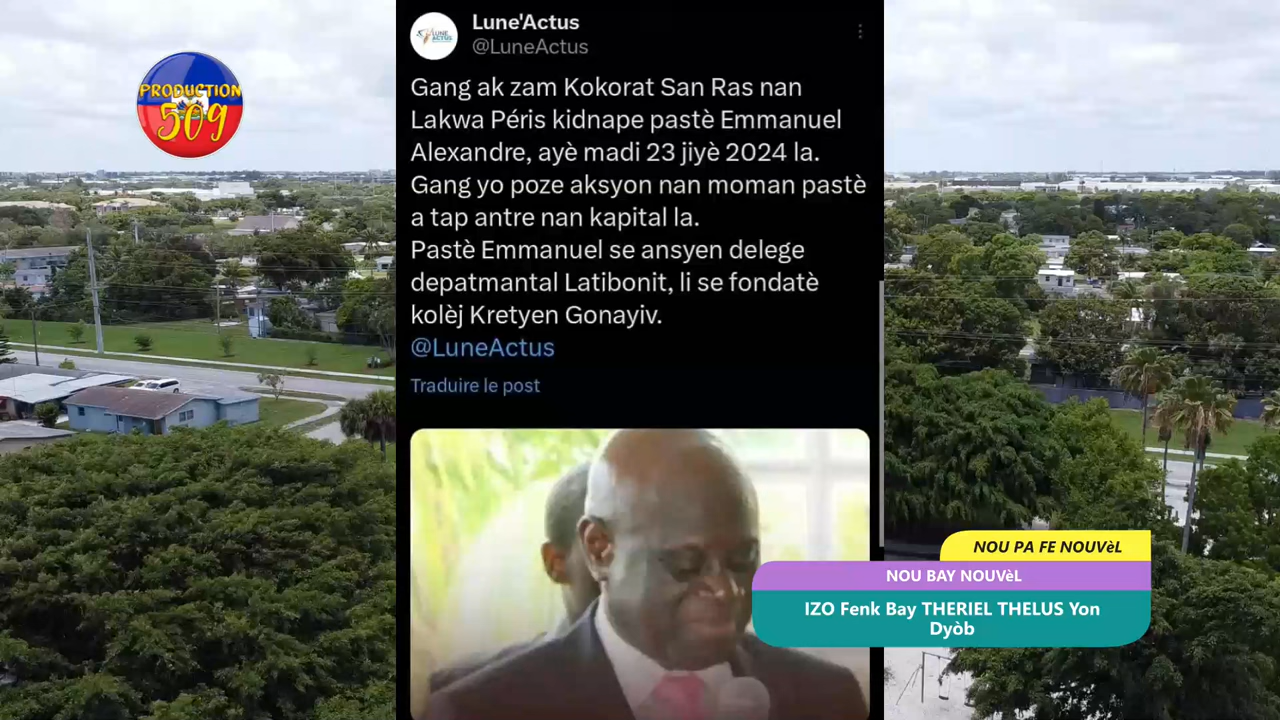 PRODUCTION
509
Lune'Actus
@LuneActus
Gang ak zam Kokorat San Ras nan
Lakwa Péris kidnape pastè Emmanuel
Alexandre, ayè madi 23 jiyè 2024 la.
Gang yo poze aksyon nan moman pastè
a tap antre nan kapital la.
Pastè Emmanuel se ansyen delege
depatmantal Latibonit, li se fondatè
kolèj Kretyen Gonayiv.
@LuneActus
Traduire le post
NOU PA FE NOUVèL
NOU BAY NOUVèL
IZO Fenk Bay THERIEL THELUS Yon
Dyòb